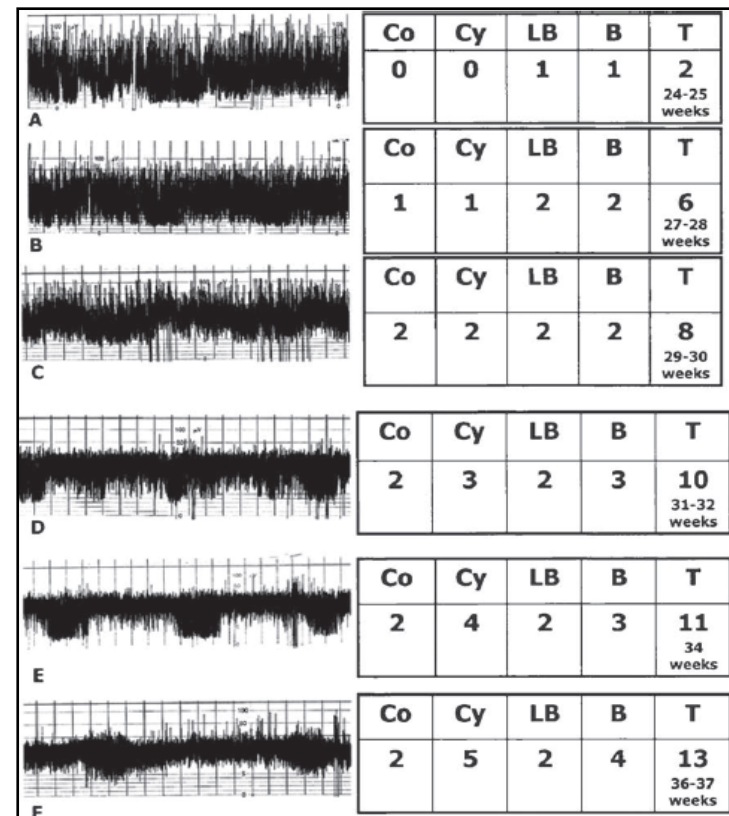 A
Co Cy LB B T
0 0 1 1 2
24-25
weeks
B
Co Cy LB B T
1 1 2 2 6
27-28
weeks
C
Co Cy LB B T
2 2 2 2 8
29-30
weeks
D
Co Cy LB B T
2 3 2 3 10
31-32
weeks
E
Co Cy LB B T
2 4 2 3 11
34
weeks
F
Co Cy LB B T
2 5 2 4 13
36-37
weeks